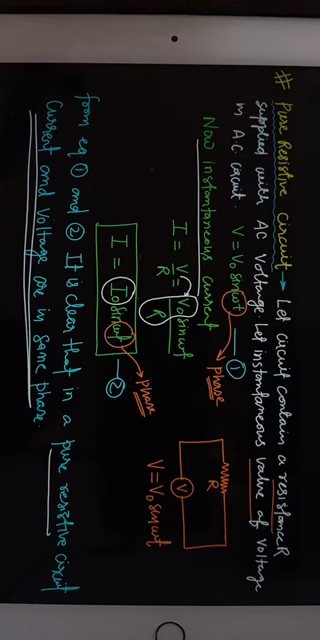 # Pure Resistive Circuit → Let Circuit contain a resistance R
supplied with AC Voltage. Let instantaneous value of Voltage
in A.C. circuit. V = V₀ sinωt —①
phase
Now instantaneous current
I = V/R = V₀ sinωt / R
I = I₀ sinωt —②
phase
R
V
V = V₀ sinωt
from eq ① and ② It is clear that in a pure resistive circuit
Current and Voltage are in same phase.